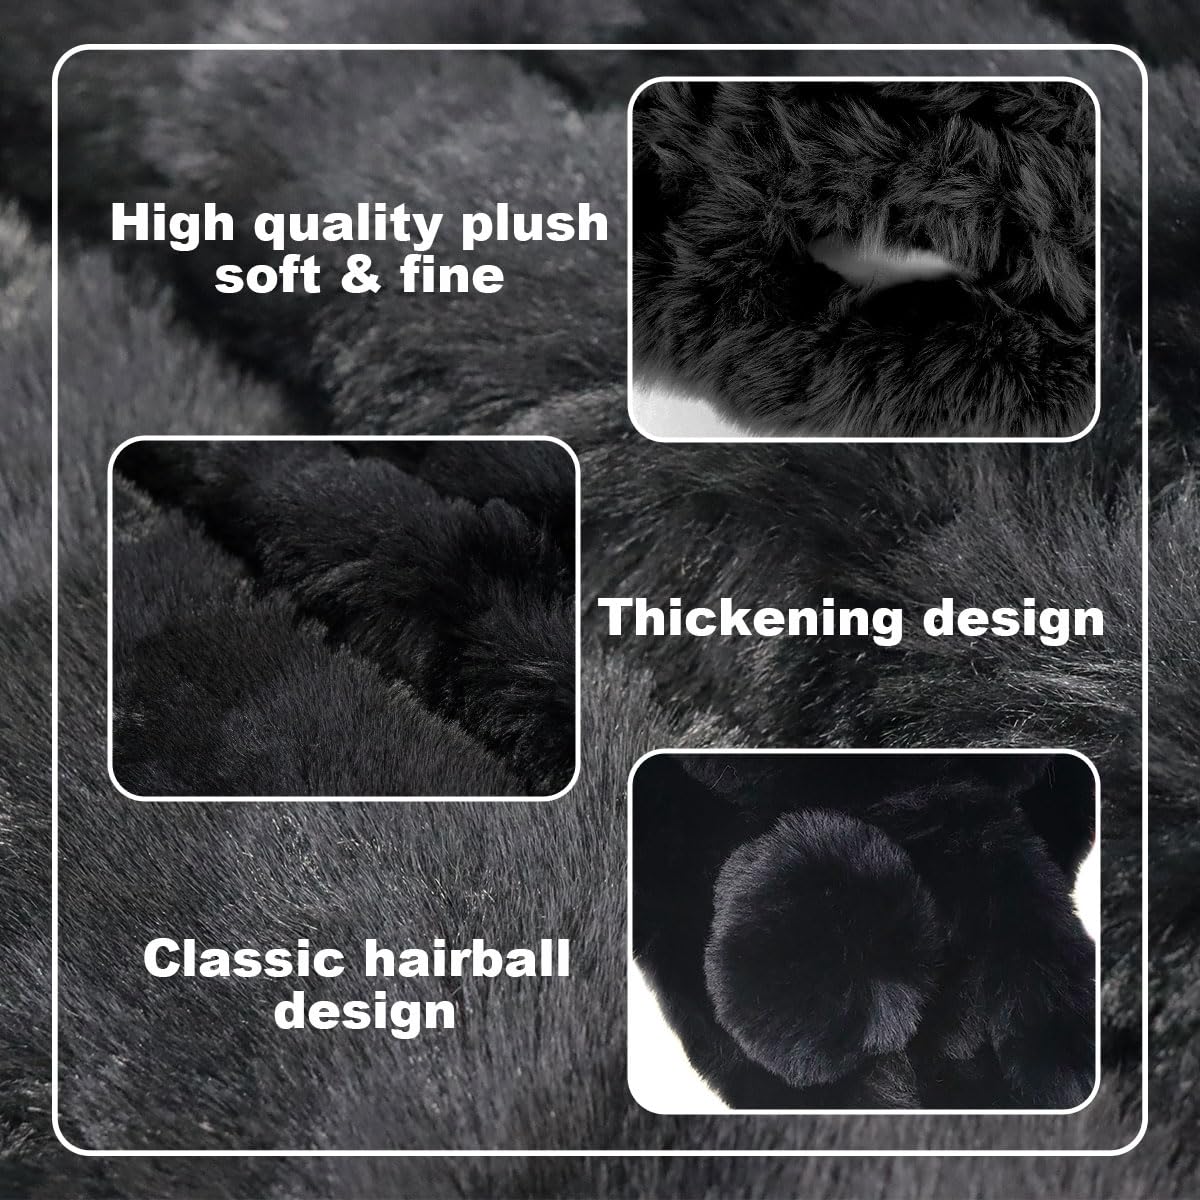 High quality plush
soft & fine
Thickening design
Classic hairball
design